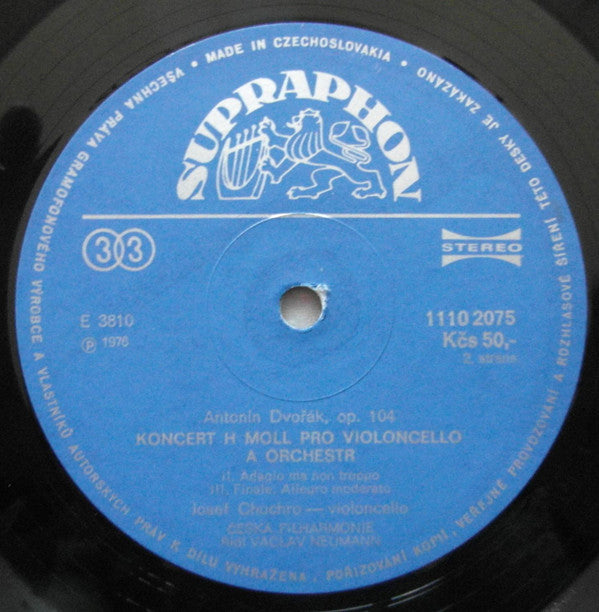 VŠECHNA PRÁVA GRAMOFONOVÉHO VÝROBCE A VLASTNÍKŮ AUTORSKÝCH PRÁV K DÍLU VYHRAŽENA. POŘIZOVÁNÍ KOPIÍ, VEŘEJNÉ PROVOZOVÁNÍ A ROZHLASOVÉ ŠÍŘENÍ TÉTO DESKY JE ZAKÁZÁNO • MADE IN CZECHOSLOVAKIA •
SUPRAPHON
33
STEREO
E 3810
1110 2075
℗ 1976
Kčs 50,-
2. strana
Antonín Dvořák, op. 104
KONCERT H MOLL PRO VIOLONCELLO
A ORCHESTR
II. Adagio ma non troppo
III. Finale: Allegro moderato
Josef Chuchro — violoncello
ČESKÁ FILHARMONIE
ŘÍDÍ VÁCLAV NEUMANN